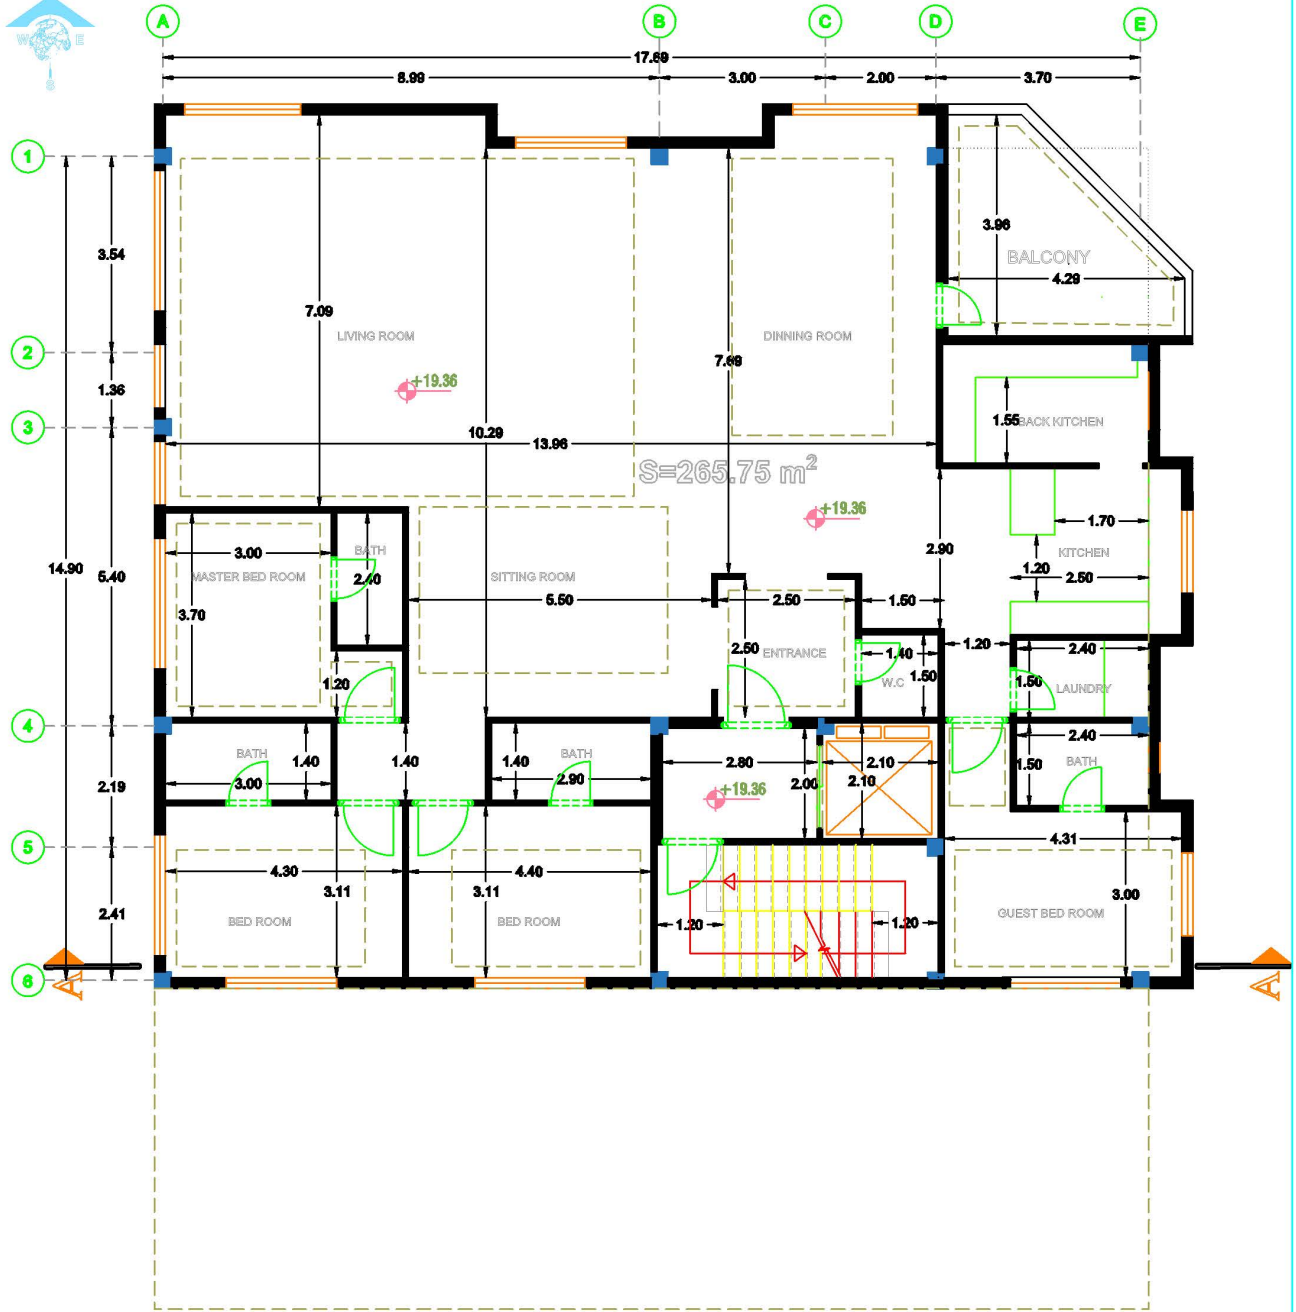 A
B
C
D
E
W E
S
17.69
8.99
3.00
2.00
3.70
1
3.54
7.09
3.96
BALCONY
4.29
LIVING ROOM
DINNING ROOM
7.69
2
1.36
+19.36
1.55
BACK KITCHEN
3
10.29
13.96
S=265.75 m²
+19.36
1.70
14.90
5.40
3.00
BATH
2.90
KITCHEN
1.20
2.50
MASTER BED ROOM
2.40
SITTING ROOM
3.70
5.50
2.50
1.50
2.50
ENTRANCE
1.40
1.20
2.40
1.20
W.C
1.50
1.50
LAUNDRY
4
2.19
BATH
1.40
3.00
1.40
1.40
BATH
2.90
2.80
2.00
2.10
2.10
+19.36
2.40
BATH
1.50
5
2.41
4.30
3.11
BED ROOM
4.40
3.11
BED ROOM
1.20
1.20
4.31
3.00
GUEST BED ROOM
6
A
A